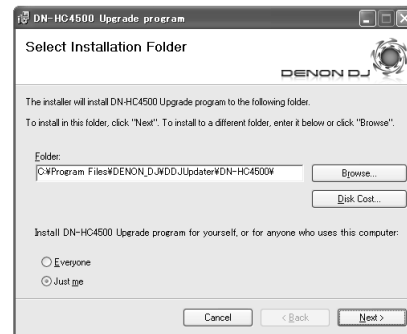 DN-HC4500 Upgrade program
Select Installation Folder
DENON DJ
The installer will install DN-HC4500 Upgrade program to the following folder.
To install in this folder, click "Next". To install to a different folder, enter it below or click "Browse".
Folder:
C:¥Program Files¥DENON_DJ¥DDJUpdater¥DN-HC4500¥
Browse...
Disk Cost...
Install DN-HC4500 Upgrade program for yourself, or for anyone who uses this computer:
Everyone
Just me
Cancel
< Back
Next >